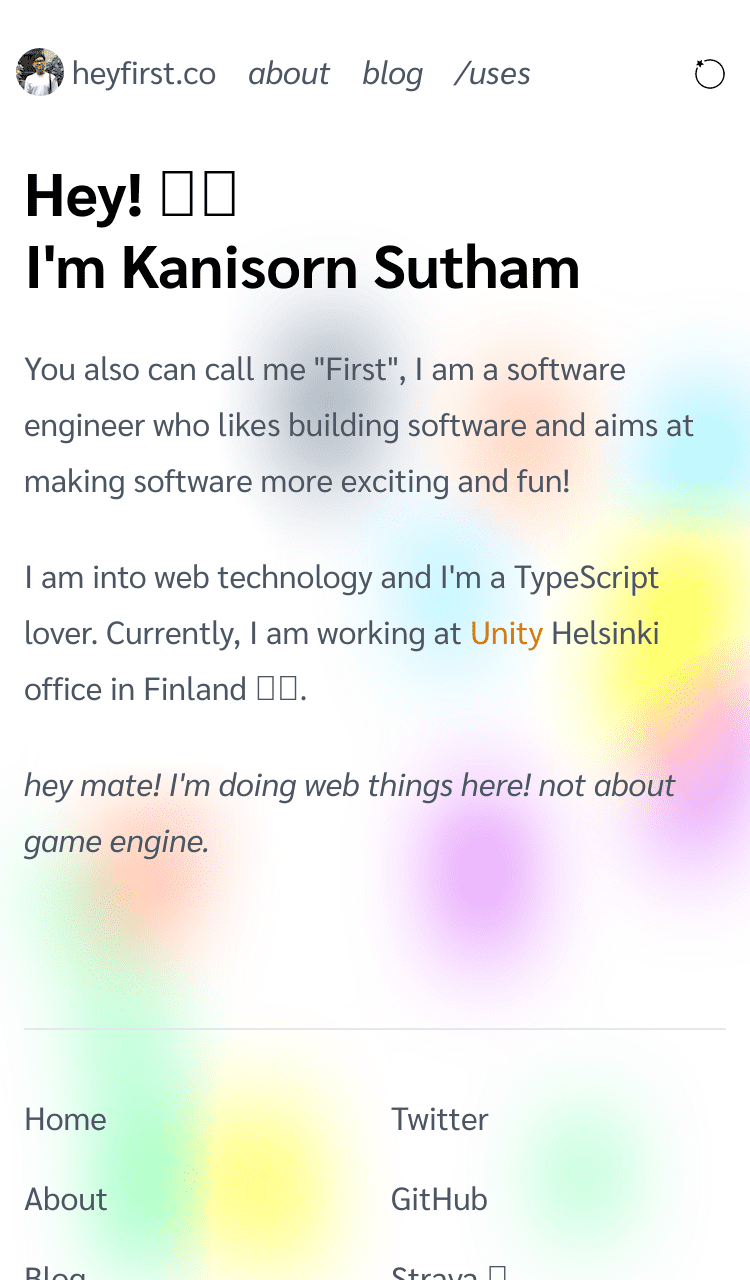 heyfirst.co about blog /uses
Hey! 
I'm Kanisorn Sutham
You also can call me "First", I am a software
engineer who likes building software and aims at
making software more exciting and fun!
I am into web technology and I'm a TypeScript
lover. Currently, I am working at Unity Helsinki
office in Finland .
hey mate! I'm doing web things here! not about
game engine.
Home Twitter
About GitHub
Blog Strava